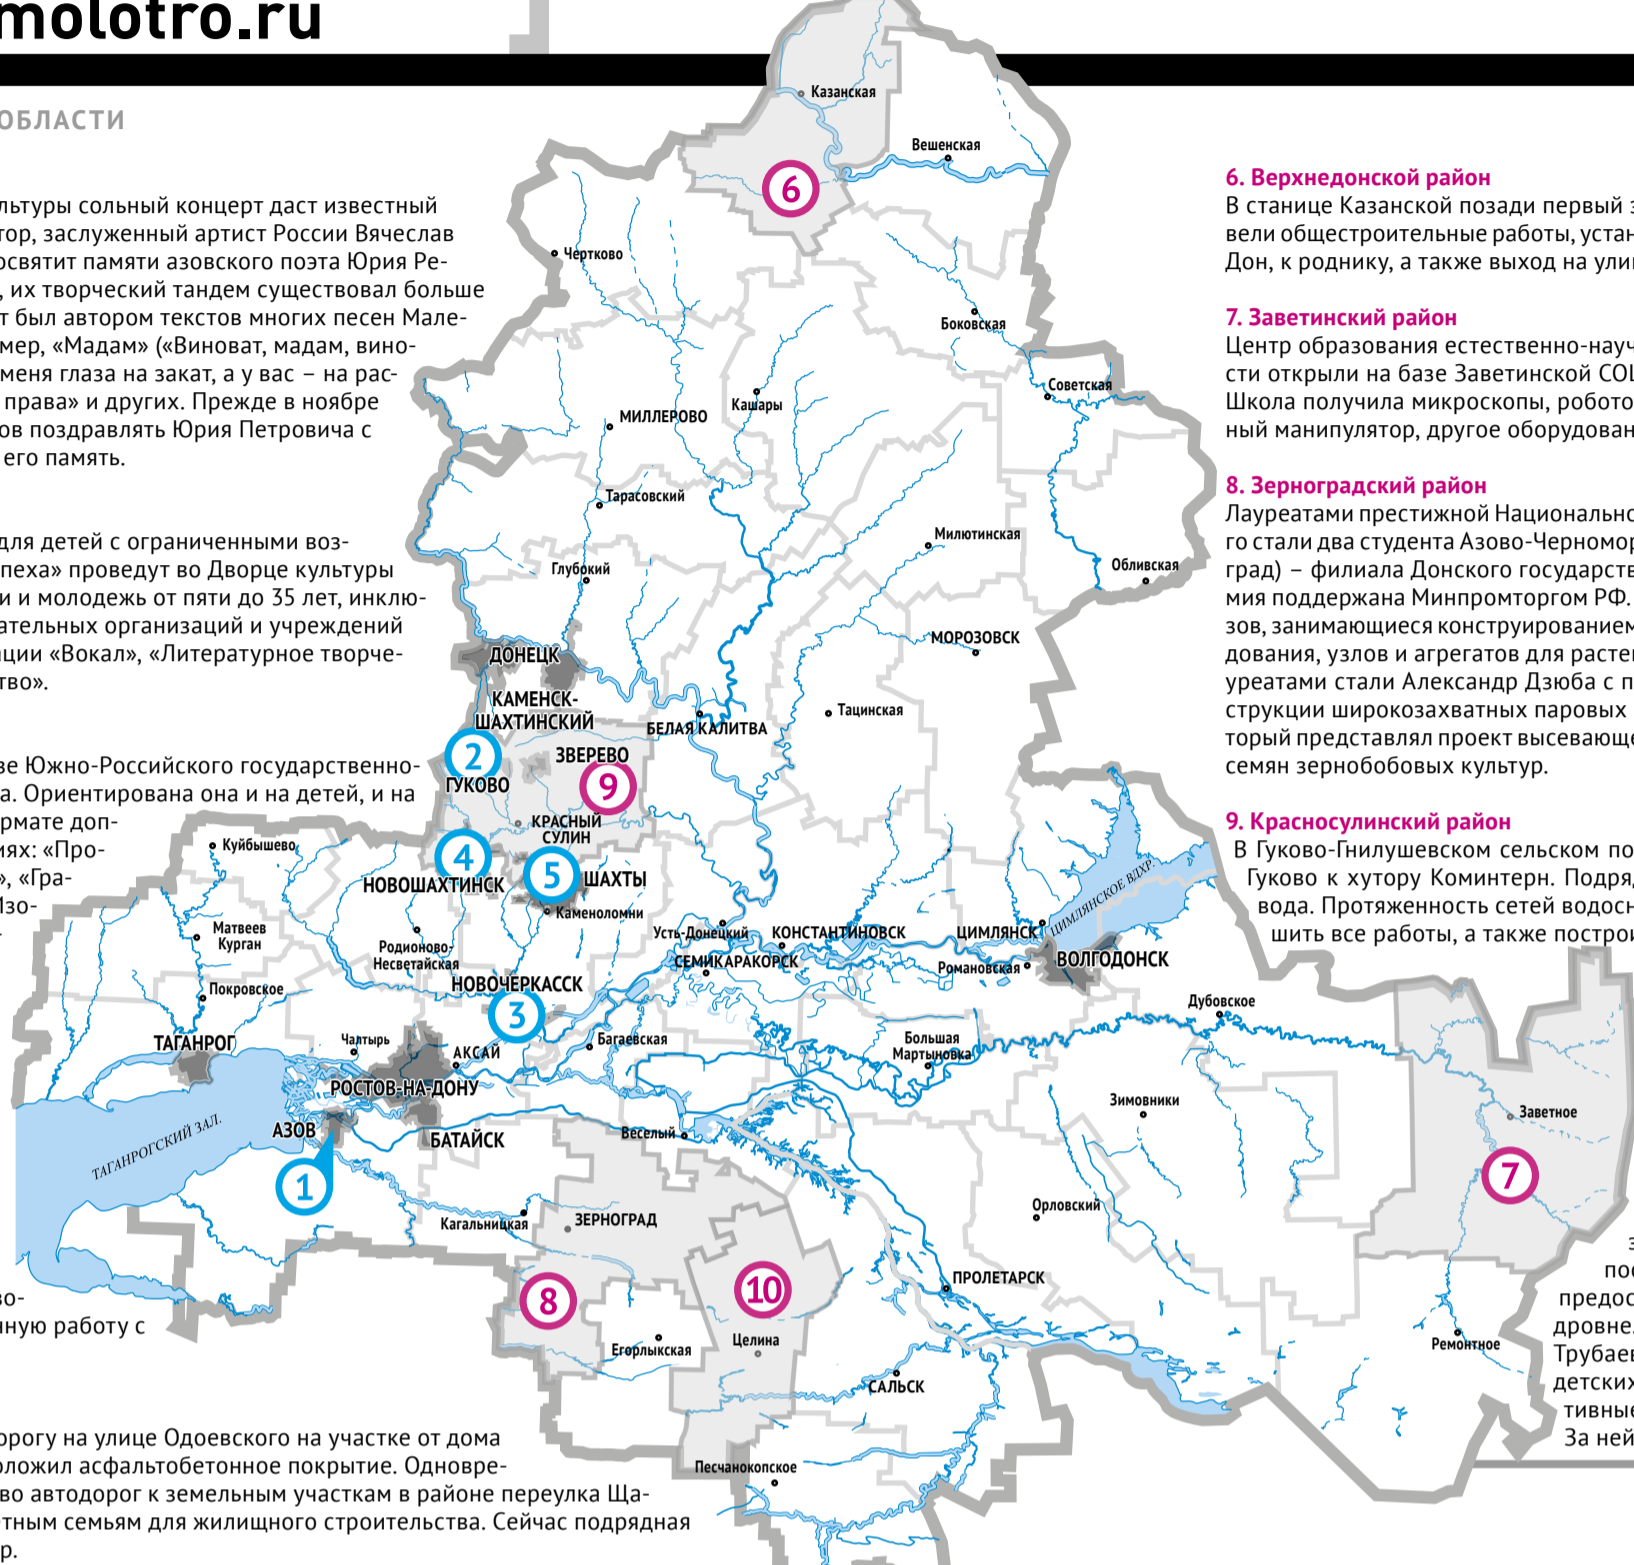 molotro.ru
ОБЛАСТИ
льтуры сольный концерт даст известный
тор, заслуженный артист России Вячеслав
освятит памяти азовского поэта Юрия Ре-
, их творческий тандем существовал больше
т был автором текстов многих песен Мале-
мер, «Мадам» («Виноват, мадам, вино-
меня глаза на закат, а у вас – на рас-
права» и других. Прежде в ноябре
ов поздравлять Юрия Петровича с
его память.
для детей с ограниченными воз-
пеха» проведут во Дворце культуры
и и молодежь от пяти до 35 лет, инклю-
ательных организаций и учреждений
ации «Вокал», «Литературное творче-
тво».
зе Южно-Российского государственно-
а. Ориентирована она и на детей, и на
рмате доп-
иях: «Про-
», «Гра-
Изо-
-
во-
нную работу с
орогу на улице Одоевского на участке от дома
оложил асфальтобетонное покрытие. Одновре-
во автодорог к земельным участкам в районе переулка Ща-
тным семьям для жилищного строительства. Сейчас подрядная
р.
Казанская
Вешенская
6
Чертково
Боковская
Советская
Кашары
МИЛЛЕРОВО
Тарасовский
Милютинская
Глубокий
Обливская
МОРОЗОВСК
ДОНЕЦК
КАМЕНСК-
ШАХТИНСКИЙ
Тацинская
БЕЛАЯ КАЛИТВА
2
ЗВЕРЕВО
ГУКОВО
9
КРАСНЫЙ
СУЛИН
Куйбышево
4
5
НОВОШАХТИНСК
ШАХТЫ
Каменоломни
ЦИМЛЯНСКОЕ ВДХР.
Матвеев
Курган
Родионово-
Несветайская
Усть-Донецкий
КОНСТАНТИНОВСК
ЦИМЛЯНСК
СЕМИКАРАКОРСК
Романовская
ВОЛГОДОНСК
НОВОЧЕРКАССК
Покровское
3
Дубовское
ТАГАНРОГ
Чалтырь
АКСАЙ
Багаевская
Большая
Мартыновка
РОСТОВ-НА-ДОНУ
Зимовники
Заветное
АЗОВ
БАТАЙСК
Веселый
ТАГАНРОГСКИЙ ЗАЛ.
1
7
Кагальницкая
ЗЕРНОГРАД
Орловский
ПРОЛЕТАРСК
8
10
Егорлыкская
Целина
Ремонтное
САЛЬСК
Песчанокопское
6. Верхнедонской район
В станице Казанской позади первый э
вели общестроительные работы, устан
Дон, к роднику, а также выход на ули
7. Заветинский район
Центр образования естественно-науч
сти открыли на базе Заветинской СОШ
Школа получила микроскопы, робото
ный манипулятор, другое оборудован
8. Зерноградский район
Лауреатами престижной Национально
го стали два студента Азово-Черномор
град) – филиала Донского государств
мия поддержана Минпромторгом РФ.
зов, занимающиеся конструированием
дования, узлов и агрегатов для расте
уреатами стали Александр Дзюба с п
струкции широкозахватных паровых
торый представлял проект высевающе
семян зернобобовых культур.
9. Красносулинский район
В Гуково-Гнилушевском сельском по
Гуково к хутору Коминтерн. Подряд
вода. Протяженность сетей водосн
шить все работы, а также построи
з
пос
предос
дровне.
Трубаев
детских
тивные
За ней